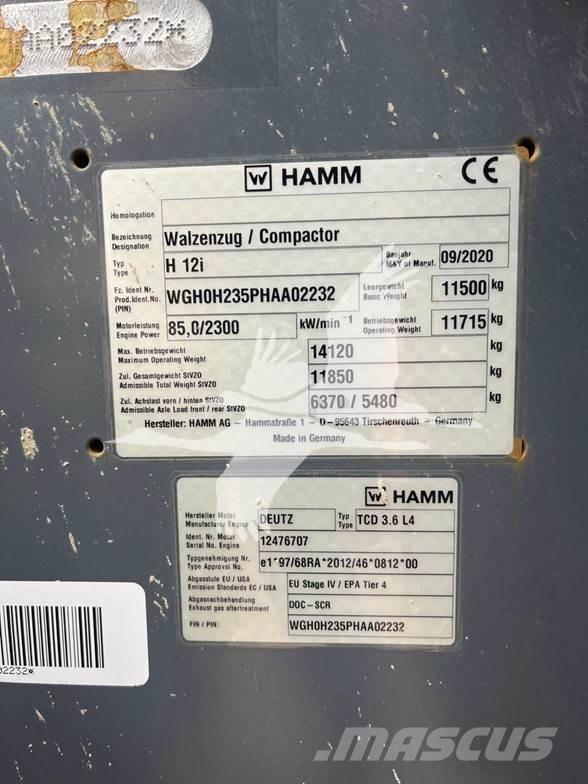 AA02232*
HAMM CE
Homologation
Bezeichnung
Designation Walzenzug / Compactor
Typ
Type H 12i Baujahr
M&Y of Manuf. 09/2020
Fz. Ident Nr.
Prod.Ident.No.
(PIN) WGH0H235PHAA02232 Leergewicht
Basic Weight 11500 kg
Motorleistung
Engine Power 85,0/2300 kW/min -1 Betriebsgewicht
Operating Weight 11715 kg
Max. Betriebsgewicht
Maximum Operating Weight 14120 kg
Zul. Gesamtgewicht StVZO
Admissible Total Weight StVZO 11850 kg
Zul. Achslast vorn / hinten StVZO
Admissible Axle Load front / rear StVZO 6370 / 5480 kg
Hersteller: HAMM AG – Hammstraße 1 – D-95643 Tirschenreuth – Germany
Made in Germany
HAMM
Hersteller Motor
Manufacturer Engine DEUTZ Typ
Type TCD 3.6 L4
Ident. Nr. Motor
Serial No. Engine 12476707
Typgenehmigung Nr.
Type Approval No. e1*97/68RA*2012/46*0812*00
Abgasstufe EU / USA
Emission Standards EC / USA EU Stage IV / EPA Tier 4
Abgasnachbehandlung
Exhaust gas aftertreatment DOC-SCR
FIN / PIN: WGH0H235PHAA02232
02232*
MASCUS